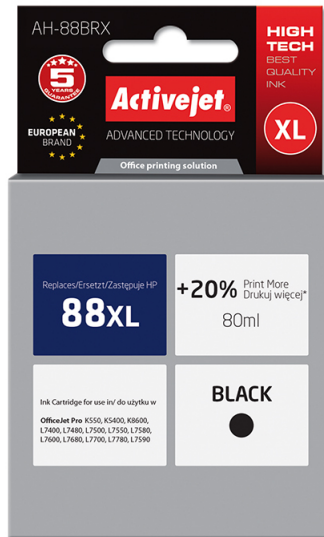 AH-88BRX
HIGH
TECH
BEST
QUALITY
INK
5
YEARS
GUARANTEE
Activejet®
EUROPEAN
BRAND
ADVANCED TECHNOLOGY
XL
Office printing solution
Replaces/Ersetzt/Zastępuje HP
88XL
+20% Print More
Drukuj więcej*
80ml
Ink Cartridge for use in/ do użytku w
OfficeJet Pro K550, K5400, K8600,
L7400, L7480, L7500, L7550, L7580,
L7600, L7680, L7700, L7780, L7590
BLACK